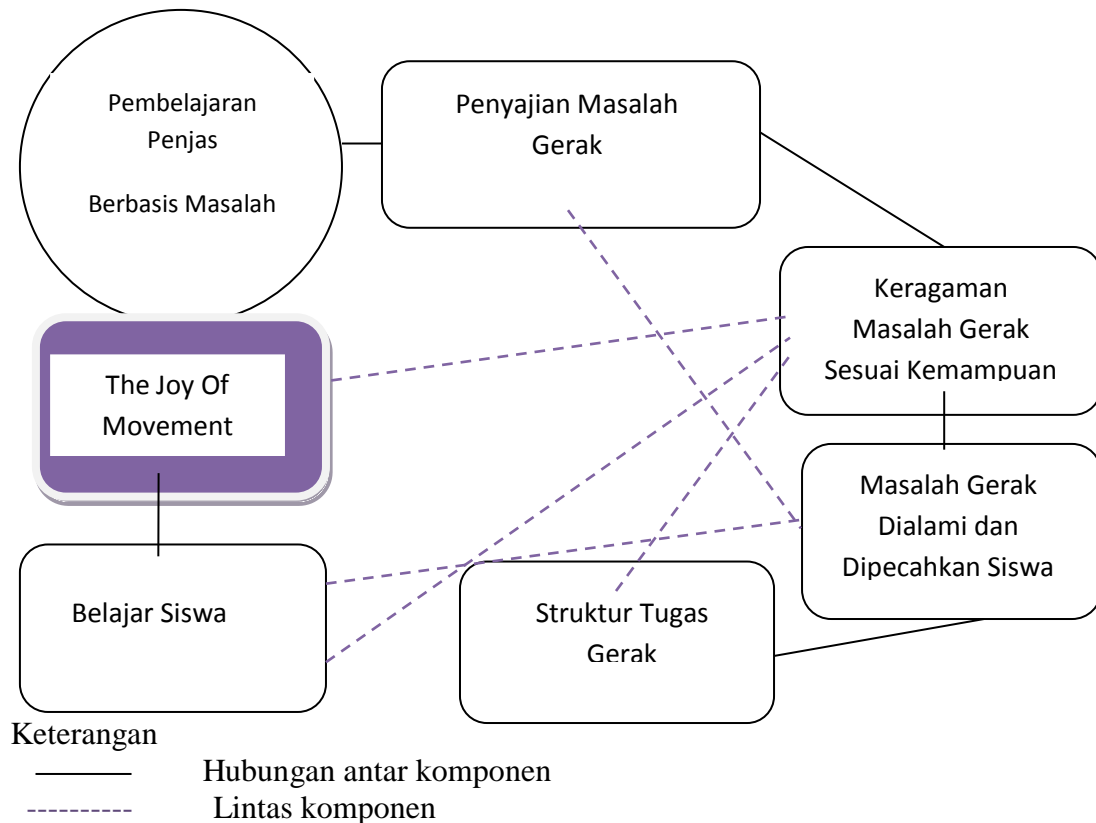 Pembelajaran
Penjas
Berbasis Masalah
Penyajian Masalah
Gerak
Keragaman
Masalah Gerak
Sesuai Kemampuan
The Joy Of
Movement
Masalah Gerak
Dialami dan
Dipecahkan Siswa
Belajar Siswa
Struktur Tugas
Gerak
Keterangan
Hubungan antar komponen
Lintas komponen